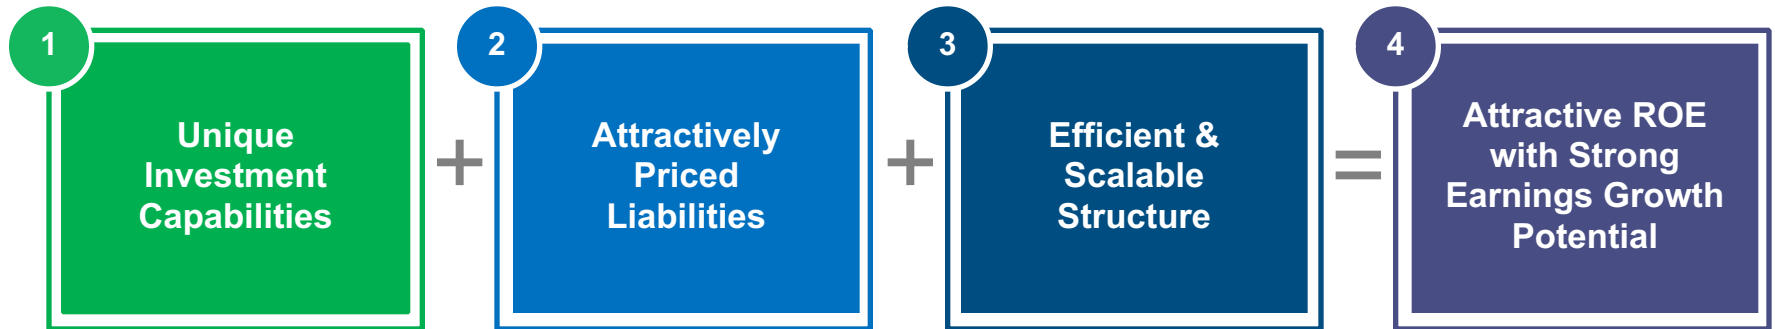 1
Unique
Investment
Capabilities
+
2
Attractively
Priced
Liabilities
+
3
Efficient &
Scalable
Structure
=
4
Attractive ROE
with Strong
Earnings Growth
Potential